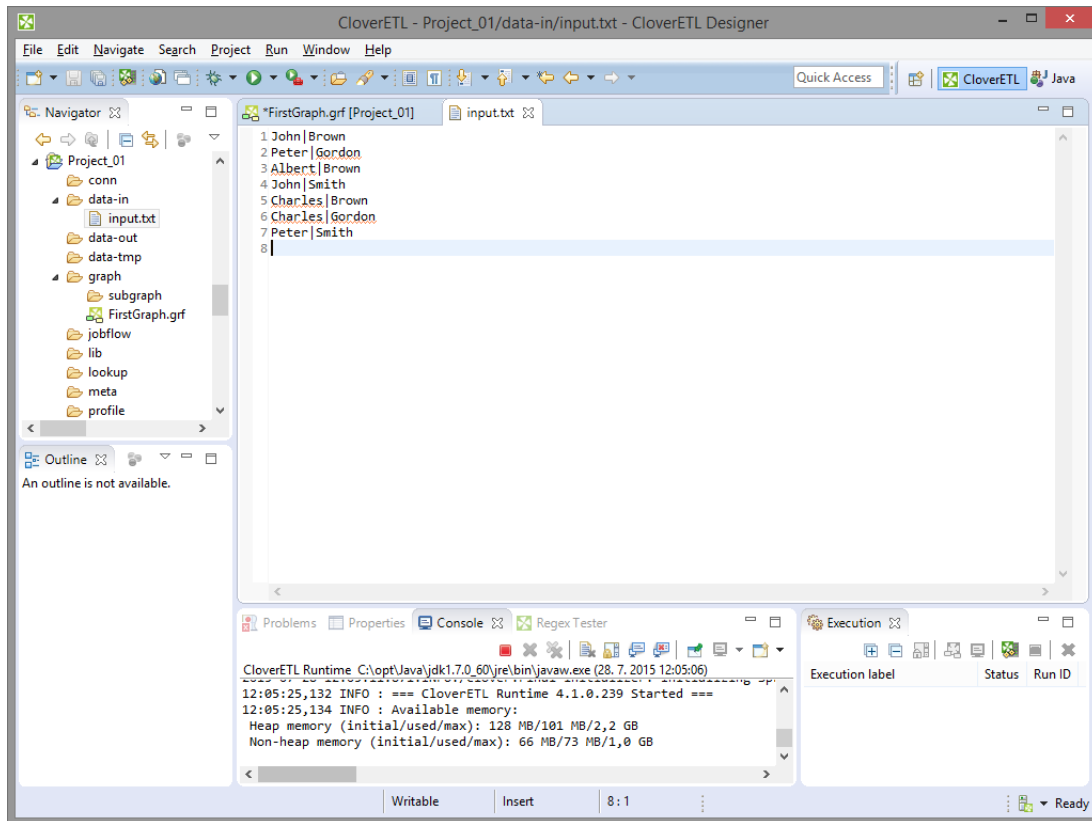 CloverETL - Project_01/data-in/input.txt - CloverETL Designer
File Edit Navigate Search Project Run Window Help
Quick Access CloverETL Java
Navigator
Project_01
conn
data-in
input.txt
data-out
data-tmp
graph
subgraph
FirstGraph.grf
jobflow
lib
lookup
meta
profile
Outline
An outline is not available.
*FirstGraph.grf [Project_01] input.txt
1 John|Brown
2 Peter|Gordon
3 Albert|Brown
4 John|Smith
5 Charles|Brown
6 Charles|Gordon
7 Peter|Smith
8
Problems Properties Console Regex Tester
CloverETL Runtime C:\opt\Java\jdk1.7.0_60\jre\bin\javaw.exe (28. 7. 2015 12:05:06)
12:05:25,132 INFO : === CloverETL Runtime 4.1.0.239 Started ===
12:05:25,134 INFO : Available memory:
Heap memory (initial/used/max): 128 MB/101 MB/2,2 GB
Non-heap memory (initial/used/max): 66 MB/73 MB/1,0 GB
Execution
Execution label Status Run ID
Writable Insert 8 : 1 Ready